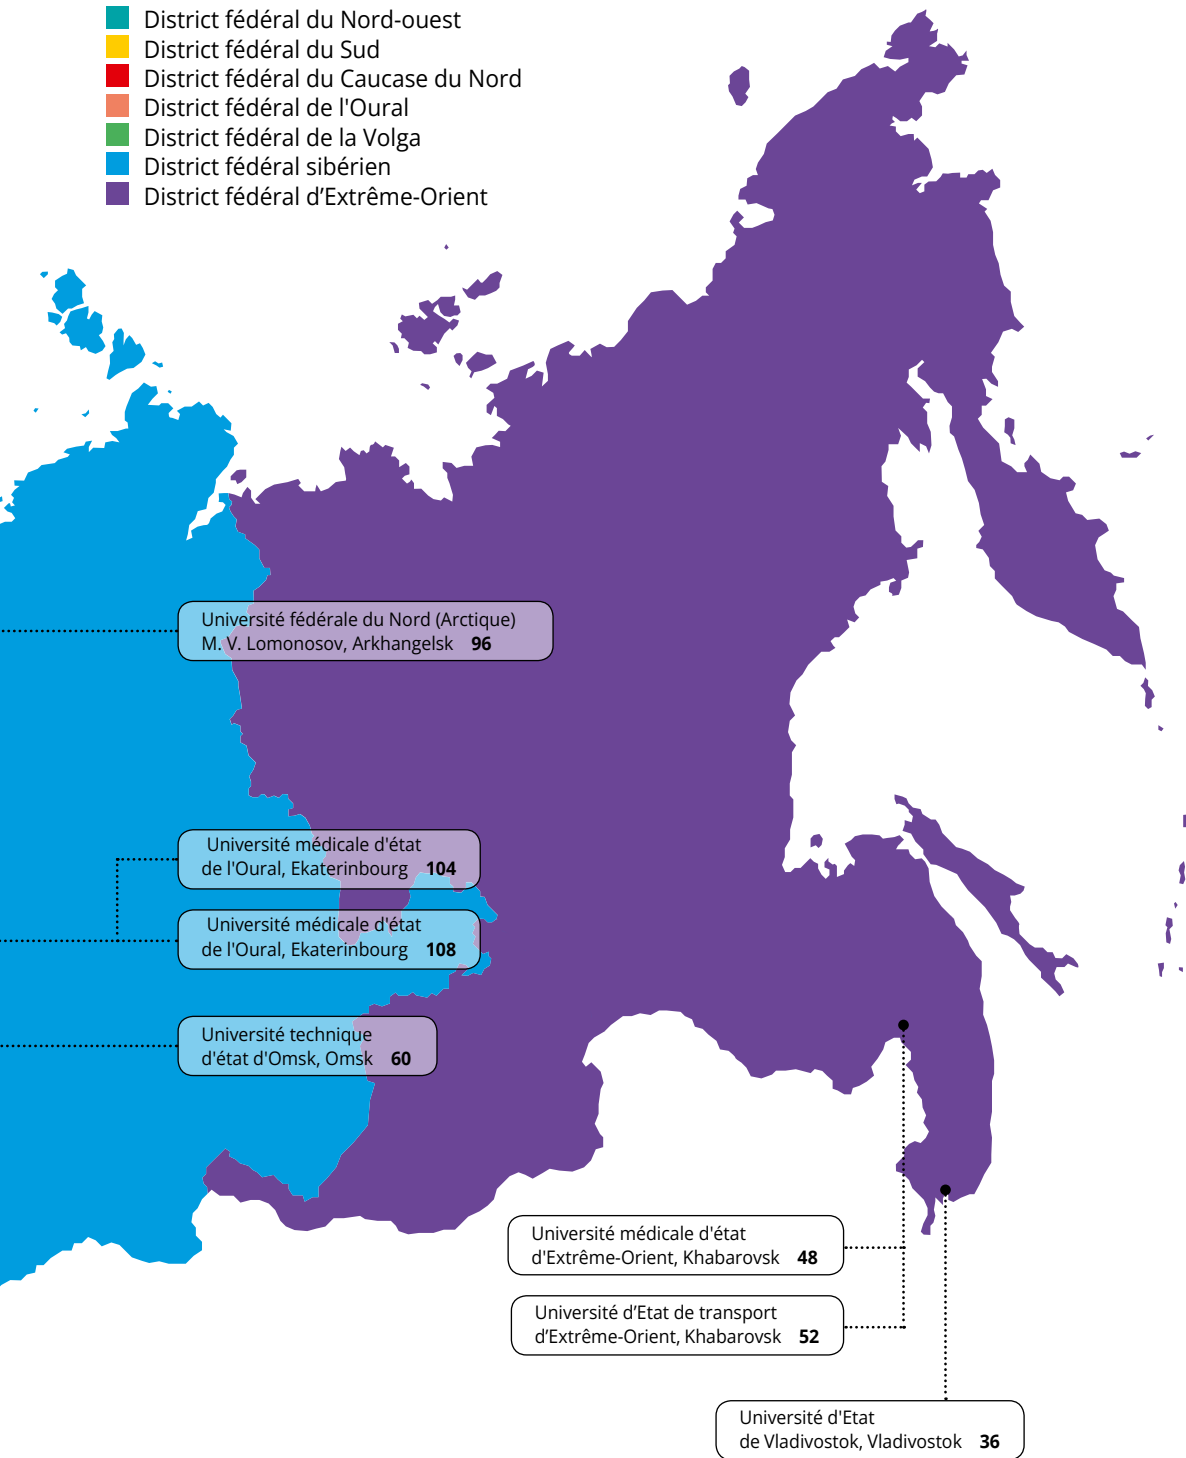 District fédéral du Nord-ouest
District fédéral du Sud
District fédéral du Caucase du Nord
District fédéral de l'Oural
District fédéral de la Volga
District fédéral sibérien
District fédéral d’Extrême-Orient
Université fédérale du Nord (Arctique)
M. V. Lomonosov, Arkhangelsk 96
Université médicale d'état
de l'Oural, Ekaterinbourg 104
Université médicale d'état
de l'Oural, Ekaterinbourg 108
Université technique
d'état d'Omsk, Omsk 60
Université médicale d'état
d'Extrême-Orient, Khabarovsk 48
Université d’Etat de transport
d’Extrême-Orient, Khabarovsk 52
Université d'Etat
de Vladivostok, Vladivostok 36